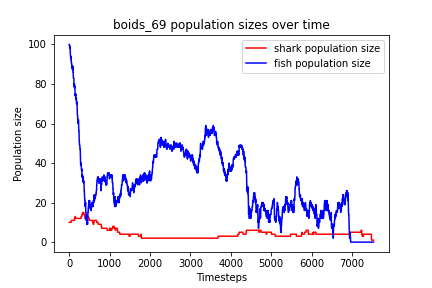 boids_69 population sizes over time
shark population size
fish population size
Population size
100
80
60
40
20
0
0 1000 2000 3000 4000 5000 6000 7000
Timesteps